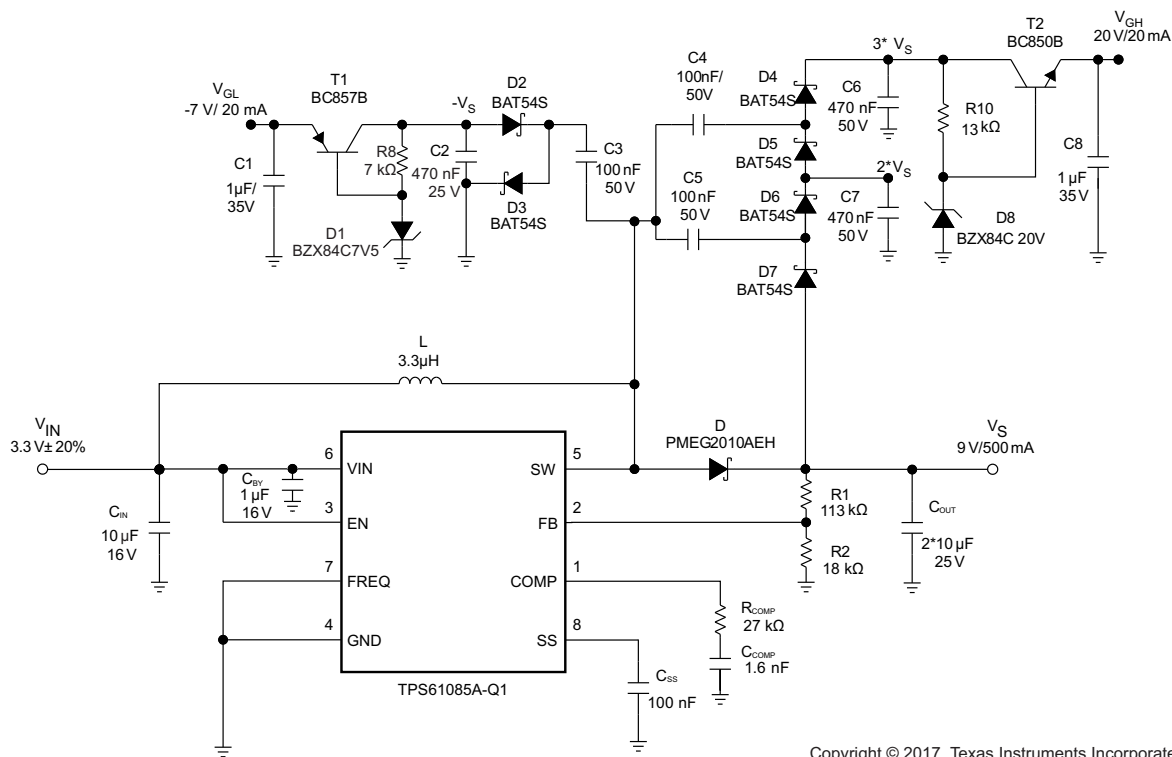 T2
BC850B
V_GH
20 V/20 mA
3* V_S
C4
100nF/
50V
D4
BAT54S
C6
470 nF
50 V
R10
13 kΩ
C8
1 µF
35V
V_GL
-7 V/ 20 mA
T1
BC857B
-V_S
D2
BAT54S
C1
1µF/
35V
R8
7 kΩ
C2
470 nF
25 V
C3
100 nF
50 V
D3
BAT54S
D1
BZX84C7V5
D5
BAT54S
2*V_S
C5
100 nF
50 V
D6
BAT54S
C7
470 nF
50 V
D8
BZX84C 20V
D7
BAT54S
L
3.3µH
V_IN
3.3 V± 20%
D
PMEG2010AEH
V_S
9 V/500 mA
6
VIN
SW
5
C_BY
1 µF
16 V
C_IN
10 µF
16 V
3
EN
FB
2
R1
113 kΩ
R2
18 kΩ
C_OUT
2*10 µF
25 V
7
FREQ
COMP
1
4
GND
SS
8
R_COMP
27 kΩ
C_COMP
1.6 nF
C_SS
100 nF
TPS61085A-Q1
Copyright © 2017, Texas Instruments Incorporate